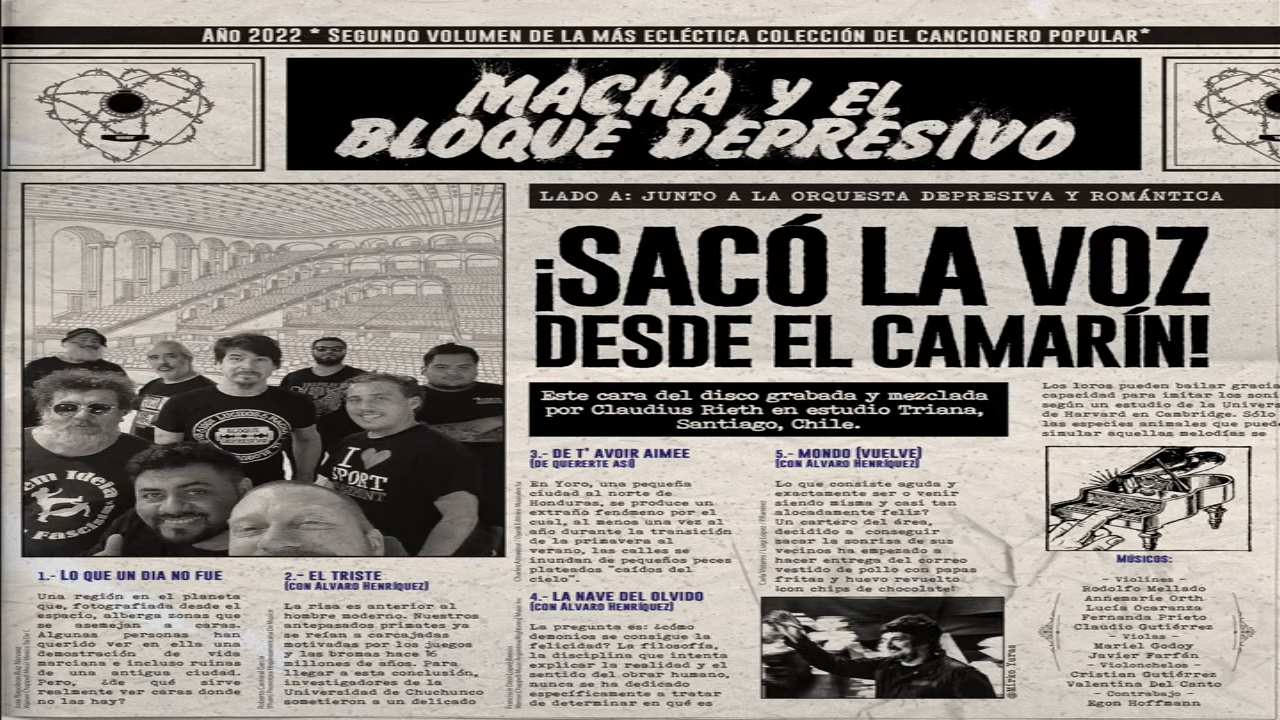 AÑO 2022 * SEGUNDO VOLUMEN DE LA MÁS ECLÉCTICA COLECCIÓN DEL CANCIONERO POPULAR*
MACHA Y EL
BLOQUE DEPRESIVO
LADO A: JUNTO A LA ORQUESTA DEPRESIVA Y ROMÁNTICA
¡SACÓ LA VOZ
DESDE EL CAMARÍN!
Este cara del disco grabada y mezclada
por Claudius Rieth en estudio Triana,
Santiago, Chile.
BLOQUE
DEPRESIVO
I
SPORT
Fascism
1.- LO QUE UN DIA NO FUE
Una región en el planeta
que, fotografiada desde el
espacio, alberga zonas que
se asemejan a caras.
Algunas personas han
querido ver en ella una
demostración de vida
marciana e incluso ruinas
de una antigua ciudad.
Pero, ¿de qué sirve
realmente ver caras donde
no las hay?
2.- EL TRISTE
(CON ALVARO HENRÍQUEZ)
La risa es anterior al
hombre moderno. Nuestros
antepasados primates ya
se reían a carcajadas
motivadas por los juegos
y las bromas hace 16
millones de años. Para
llegar a esta conclusión,
investigadores de la
Universidad de Chuchunco
sometieron a un delicado
3.- DE T' AVOIR AIMEE
(DE QUERERTE ASI)
En Yoro, una pequeña
ciudad al norte de
Honduras, se produce un
extraño fenómeno por el
cual, al menos una vez al
año durante la transición
de la primavera al
verano, las calles se
inundan de pequeños peces
plateados "caídos del
cielo".
4.- LA NAVE DEL OLVIDO
(CON ALVARO HENRÍQUEZ)
La pregunta es: ¿cómo
demonios se consigue la
felicidad? La filosofía,
la disciplina que intenta
explicar la realidad y el
sentido del obrar humano,
nunca se ha dedicado
específicamente a tratar
de determinar en qué es
5.- MONDO (VUELVE)
(CON ALVARO HENRÍQUEZ)
Lo que consiste aguda y
exactamente ser o venir
siendo misma y casi tan
alocadamente feliz?
Un cartero del área,
decidido a conseguir
sacar la sonrisa de sus
vecinos ha empezado a
hacer entrega del correo
vestido de pollo con papas
fritas y huevo revuelto
¡con chips de chocolate!
Los loros pueden bailar gracia
capacidad para imitar los soni
según un estudio de la Univers
de Harvard en Cambridge. Sólo
las especies animales que pued
simular aquellas melodías se
MÚSICOS:
- Violines -
Rodolfo Mellado
Annemarie Orth
Lucía Ocaranza
Fernanda Prieto
Claudio Gutiérrez
- Violas -
Mariel Godoy
Javier Farfán
- Violonchelos -
Cristian Gutiérrez
Valentina Del Canto
- Contrabajo -
Egon Hoffmann